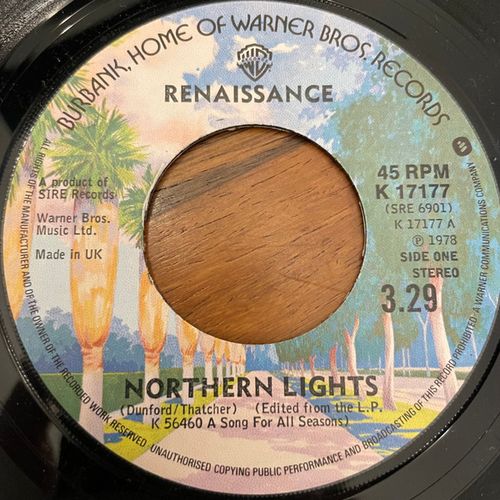 BURBANK, HOME OF WARNER BROS. RECORDS
RENAISSANCE
A product of
SIRE Records
Warner Bros.
Music Ltd.
Made in UK
45 RPM
K 17177
(SRE 6901)
K 17177 A
℗ 1978
SIDE ONE
STEREO
3.29
NORTHERN LIGHTS
(Dunford/Thatcher) (Edited from the L.P.
K 56460 A Song For All Seasons)
ALL RIGHTS OF THE MANUFACTURER AND OF THE OWNER OF THE RECORDED WORK RESERVED. UNAUTHORISED COPYING PUBLIC PERFORMANCE AND BROADCASTING OF THIS RECORD PROHIBITED. A WARNER COMMUNICATIONS COMPANY